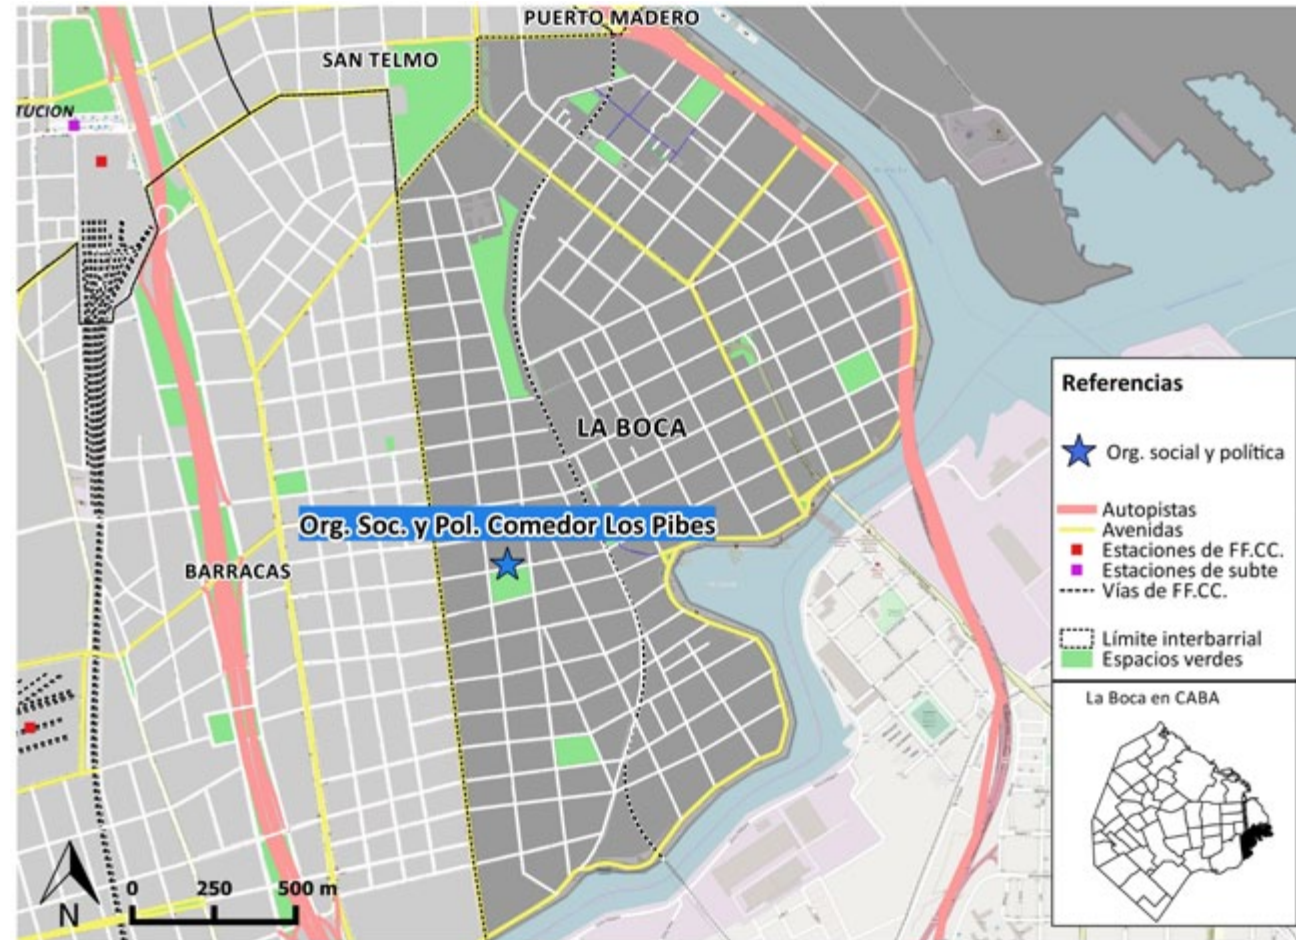 PUERTO MADERO
SAN TELMO
TUCION
LA BOCA
Org. Soc. y Pol. Comedor Los Pibes
BARRACAS
0 250 500 m
N
Referencias
Org. social y política
Autopistas
Avenidas
Estaciones de FF.CC.
Estaciones de subte
Vías de FF.CC.
Límite interbarrial
Espacios verdes
La Boca en CABA